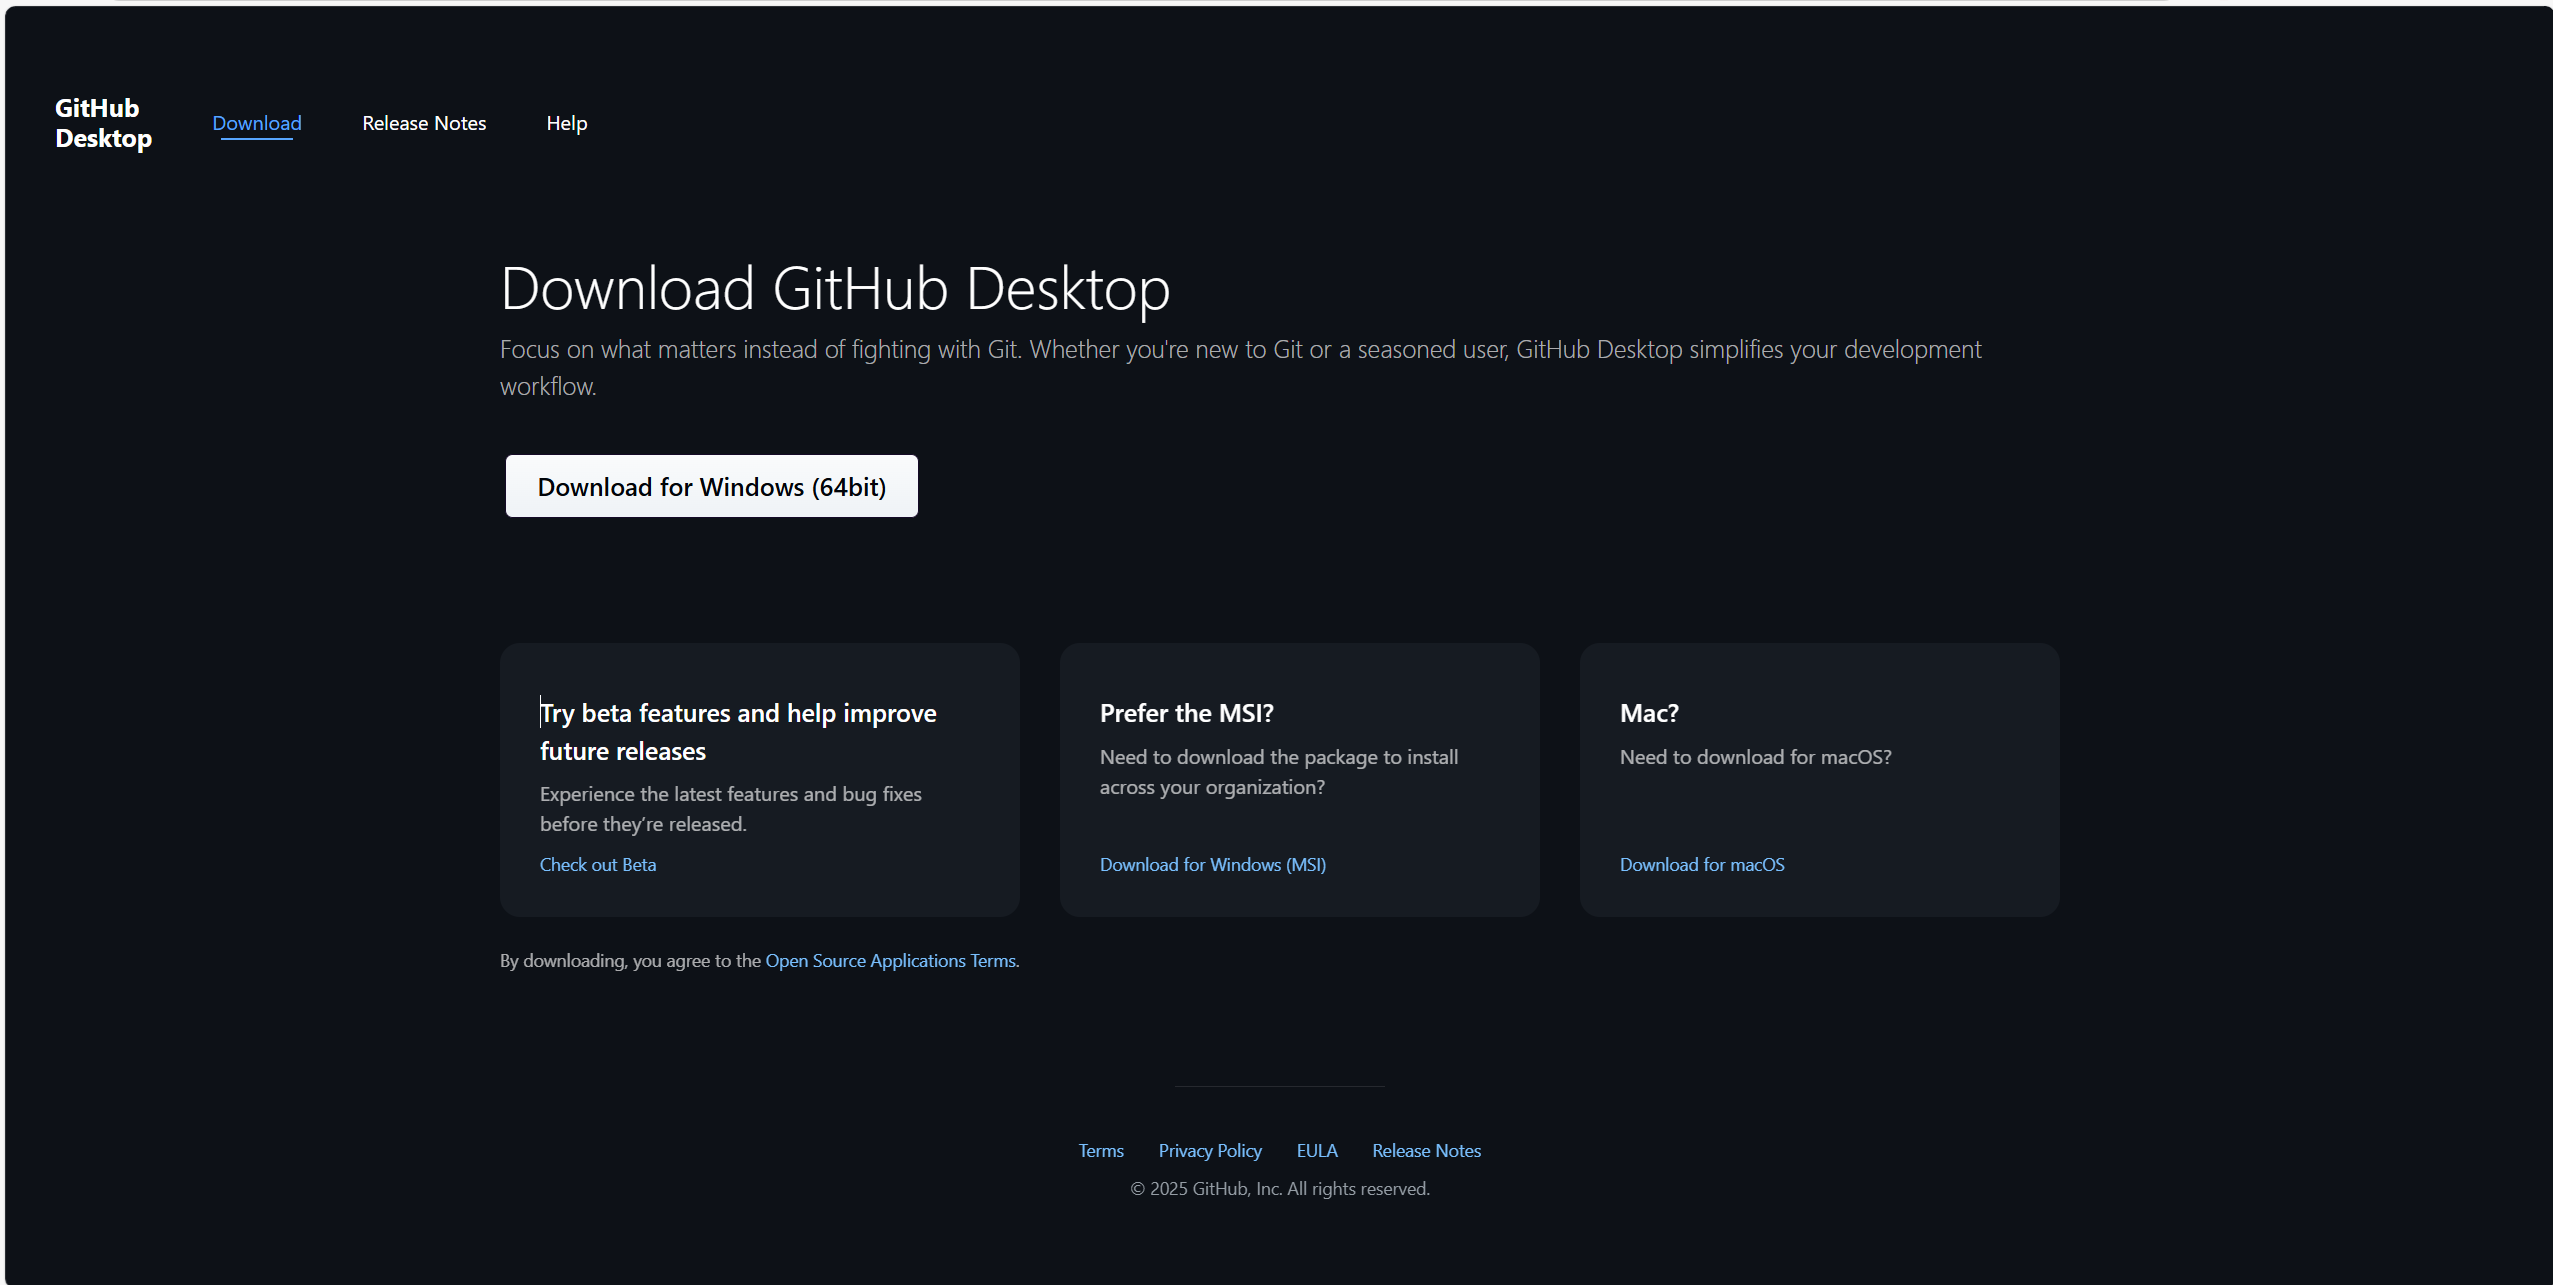 GitHub
Desktop
Download
Release Notes
Help
Download GitHub Desktop
Focus on what matters instead of fighting with Git. Whether you're new to Git or a seasoned user, GitHub Desktop simplifies your development
workflow.
Download for Windows (64bit)
Try beta features and help improve
future releases
Experience the latest features and bug fixes
before they’re released.
Check out Beta
Prefer the MSI?
Need to download the package to install
across your organization?
Download for Windows (MSI)
Mac?
Need to download for macOS?
Download for macOS
By downloading, you agree to the Open Source Applications Terms.
Terms
Privacy Policy
EULA
Release Notes
© 2025 GitHub, Inc. All rights reserved.